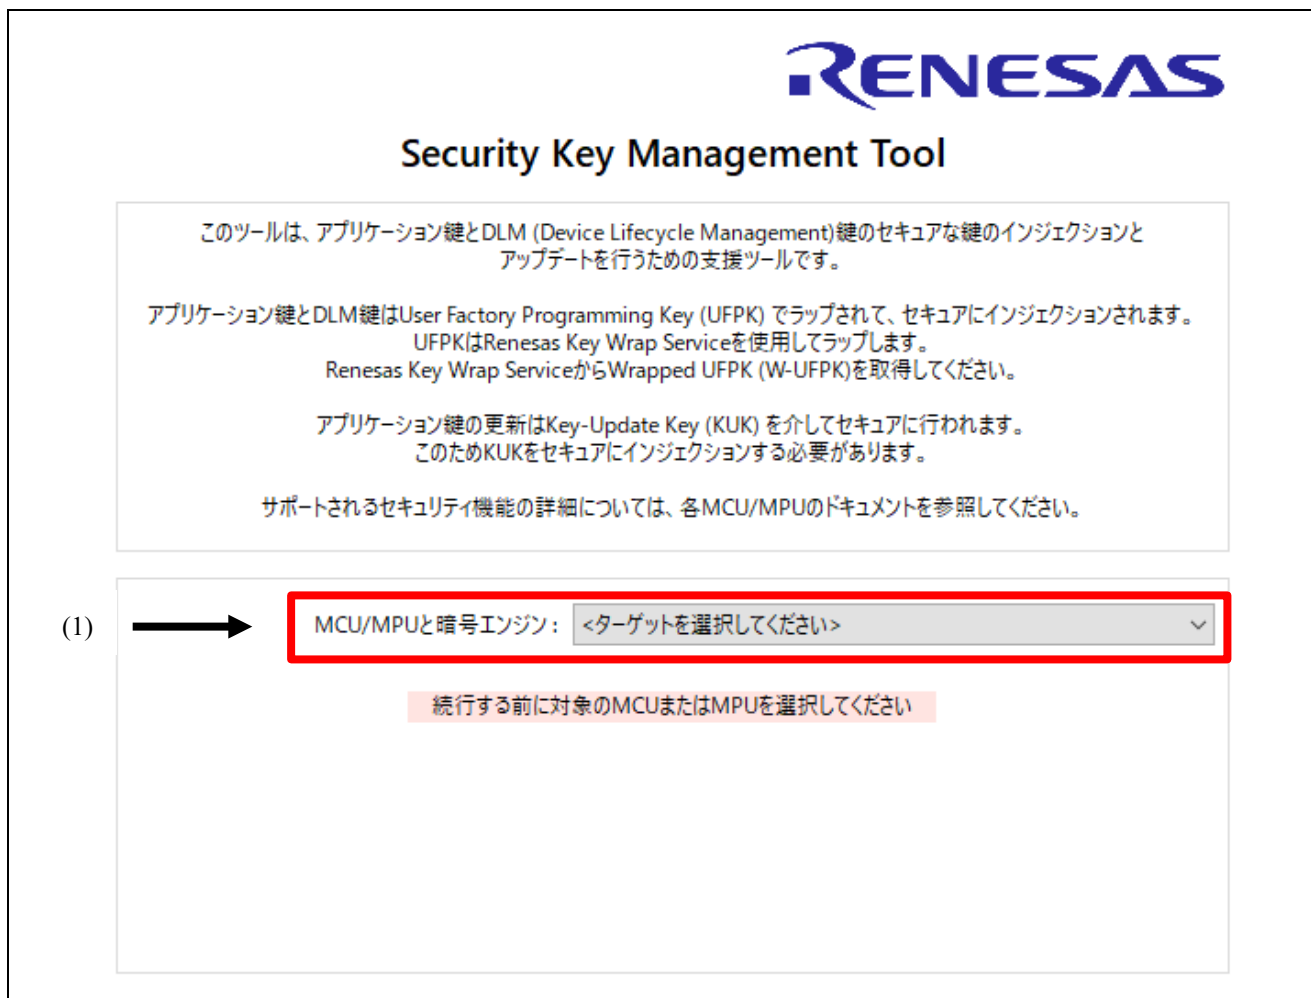 RENESAS
Security Key Management Tool
このツールは、アプリケーション鍵とDLM (Device Lifecycle Management)鍵のセキュアな鍵のインジェクションと
アップデートを行うための支援ツールです。
アプリケーション鍵とDLM鍵はUser Factory Programming Key (UFPK) でラップされて、セキュアにインジェクションされます。
UFPKはRenesas Key Wrap Serviceを使用してラップします。
Renesas Key Wrap ServiceからWrapped UFPK (W-UFPK)を取得してください。
アプリケーション鍵の更新はKey-Update Key (KUK) を介してセキュアに行われます。
このためKUKをセキュアにインジェクションする必要があります。
サポートされるセキュリティ機能の詳細については、各MCU/MPUのドキュメントを参照してください。
(1) MCU/MPUと暗号エンジン : <ターゲットを選択してください>
続行する前に対象のMCUまたはMPUを選択してください